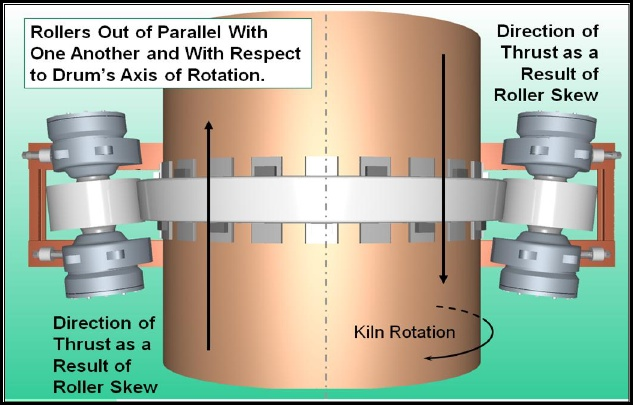 Rollers Out of Parallel With
One Another and With Respect
to Drum's Axis of Rotation.
Direction of
Thrust as a
Result of
Roller Skew
Kiln Rotation
Direction of
Thrust as a
Result of
Roller Skew